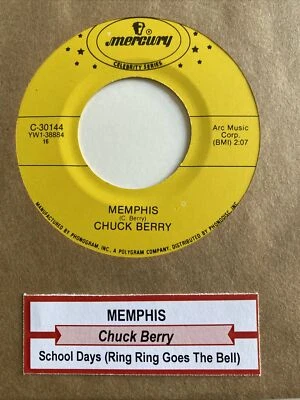 mercury
CELEBRITY SERIES
C-30144
YW1-38884
16
Arc Music
Corp.
(BMI) 2:07
MEMPHIS
(C. Berry)
CHUCK BERRY
MANUFACTURED BY PHONOGRAM, INC. A POLYGRAM COMPANY, DISTRIBUTED BY PHONODISC, INC.
MEMPHIS
Chuck Berry
School Days (Ring Ring Goes The Bell)